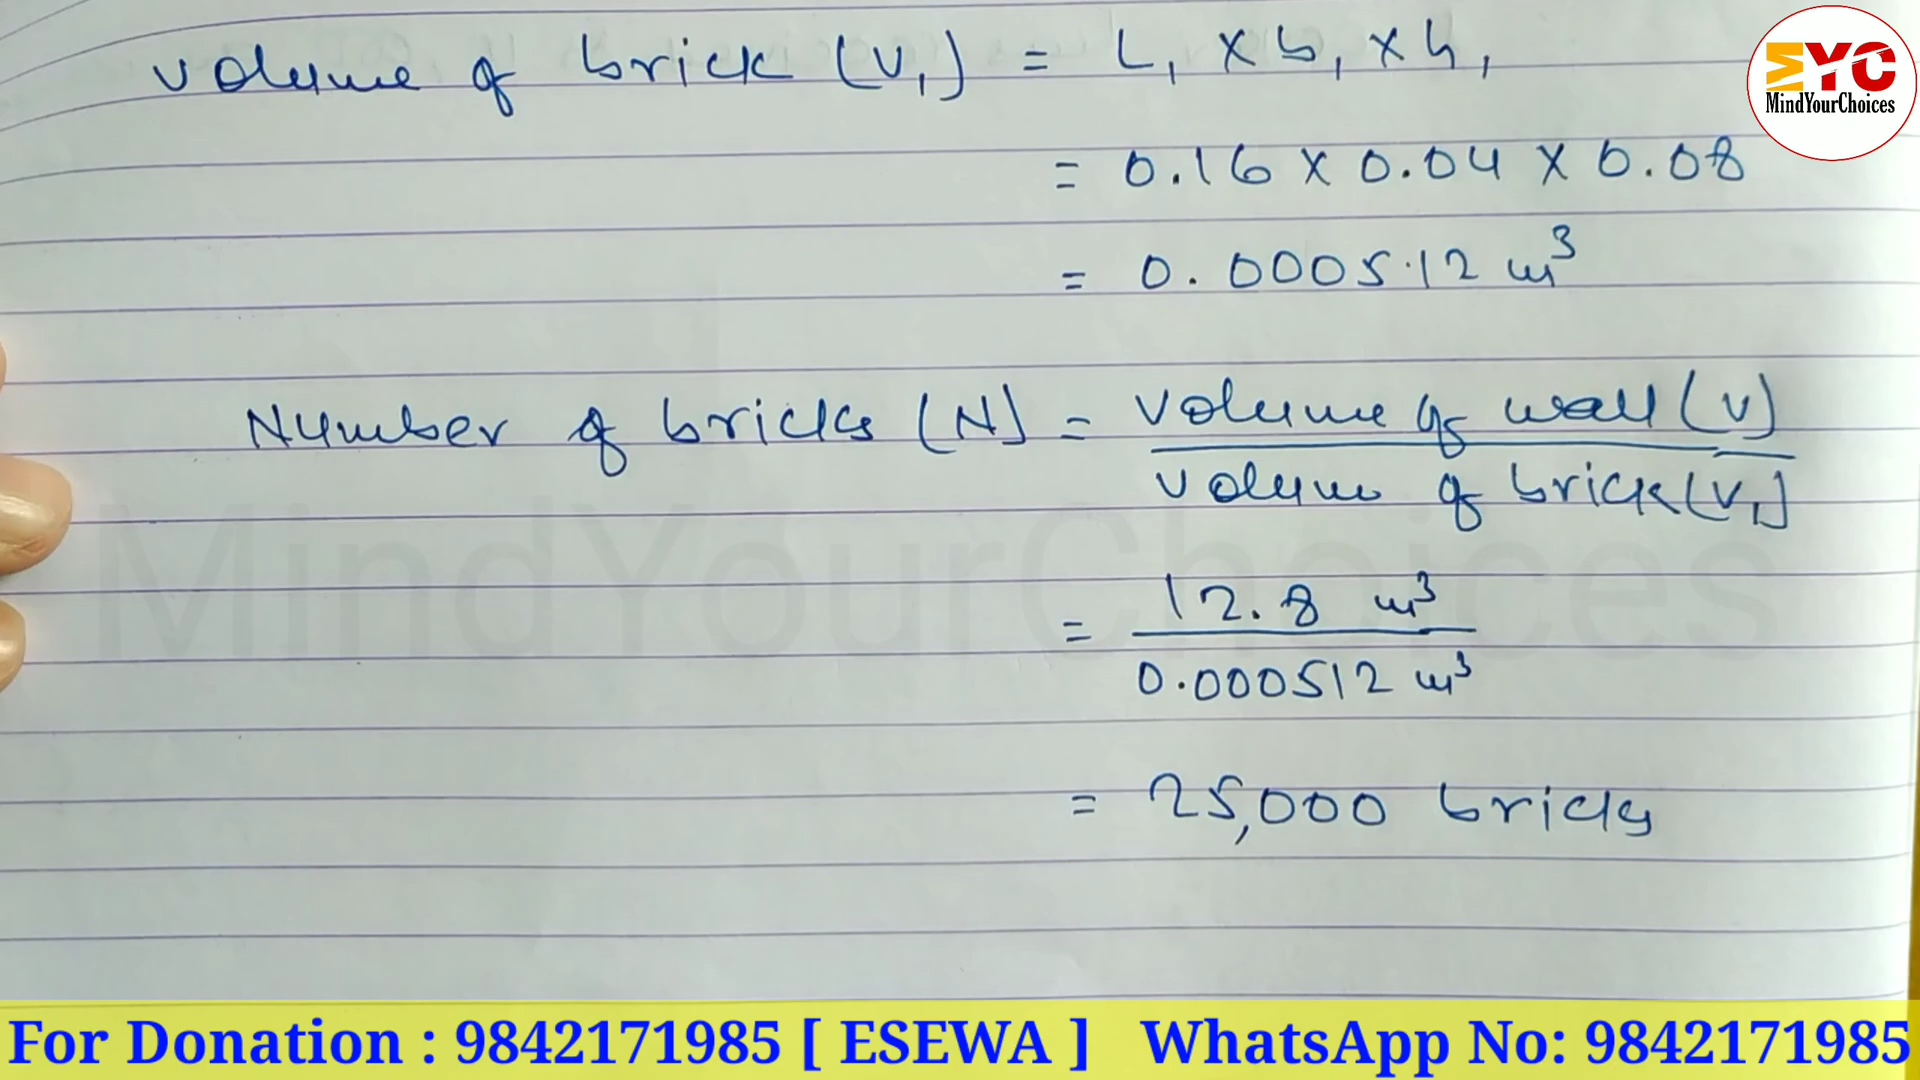 Volume of brick (V₁) = L₁ × b₁ × h₁
= 0.16 × 0.04 × 0.08
= 0.000512 m³
Number of bricks (N) = Volume of wall (V)
Volume of brick (V₁)
= 12.8 m³
0.000512 m³
= 25,000 bricks
MYC
MindYourChoices
MindYourChoices
For Donation : 9842171985 [ ESEWA ] WhatsApp No: 9842171985